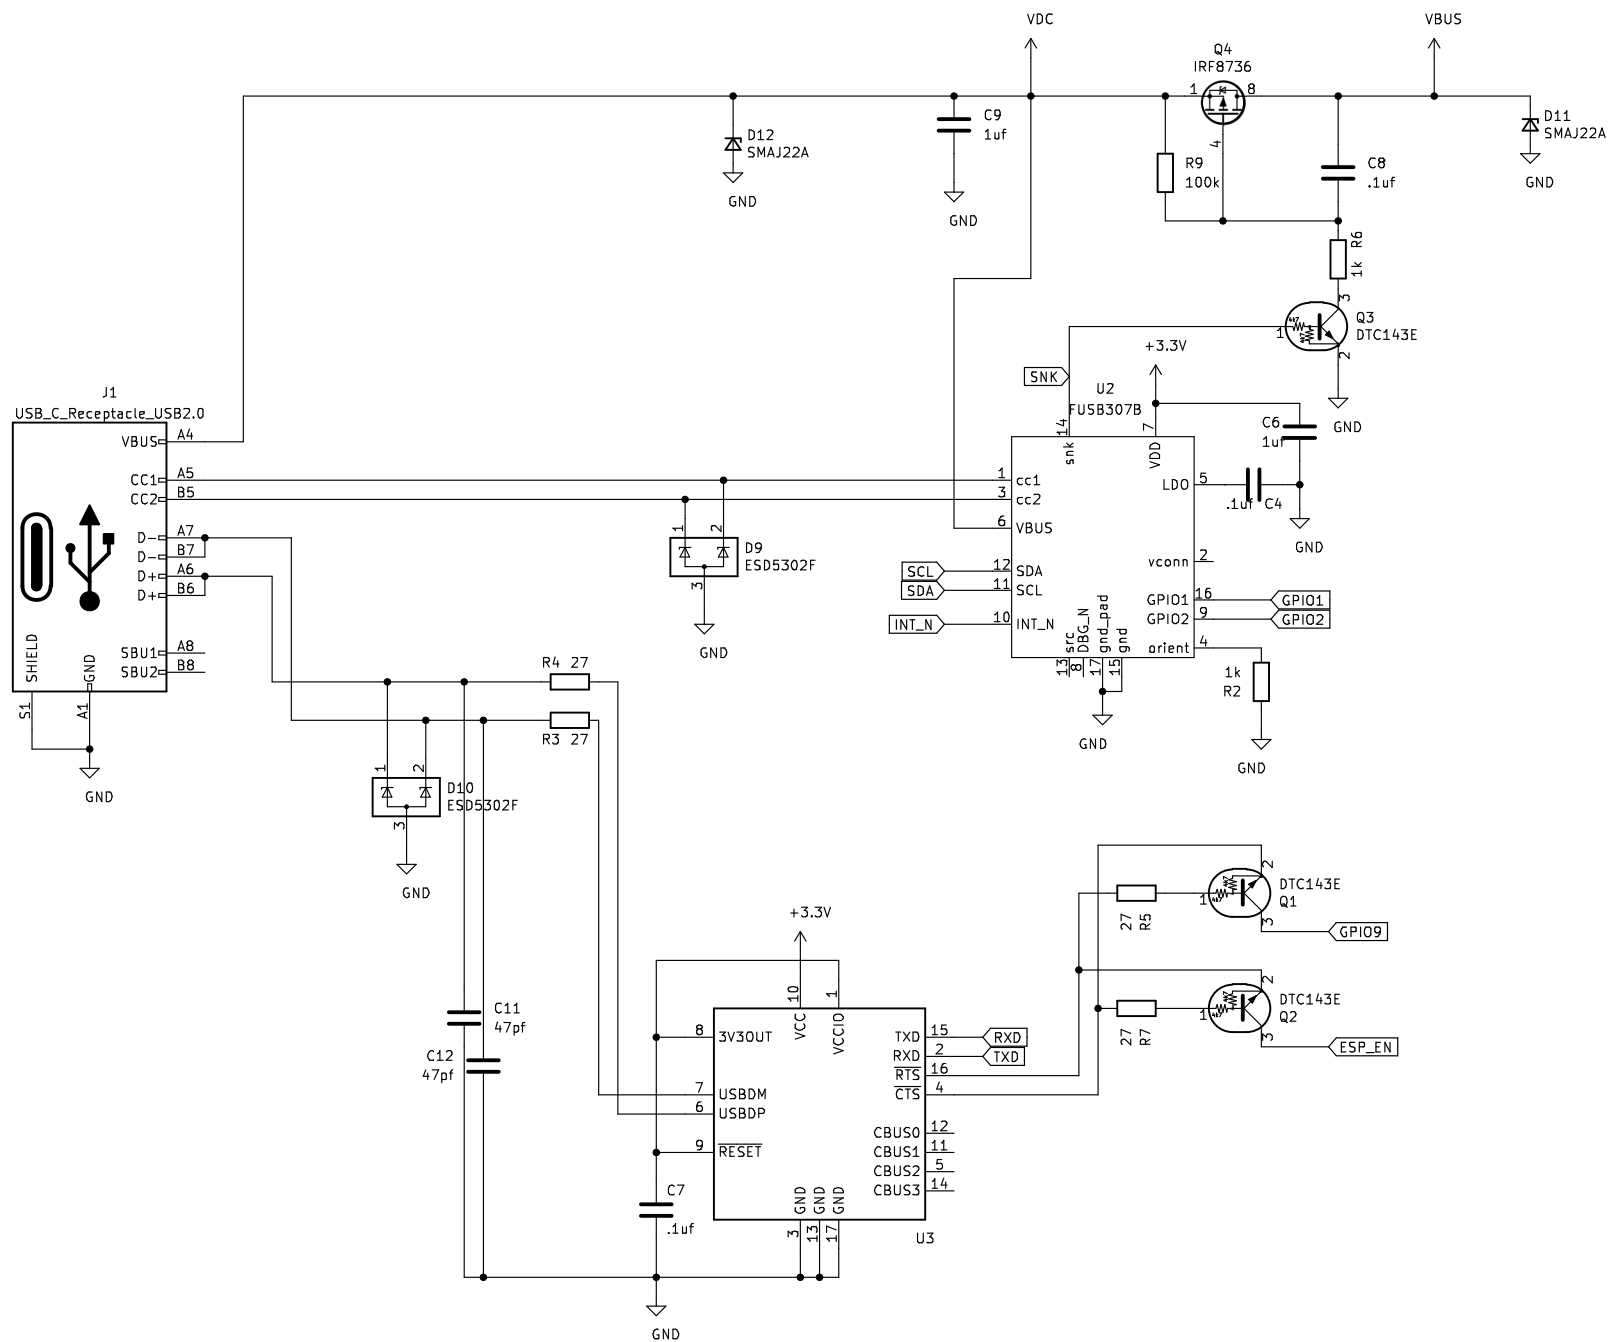 VDC
VBUS
Q4
IRF8736
1
8
4
C9
1uf
D12
SMAJ22A
GND
GND
R9
100k
C8
.1uf
D11
SMAJ22A
GND
R6
1k
3
Q3
DTC143E
1
4k7
4k7
2
GND
+3.3V
SNK
U2
FUSB307B
14
7
snk
VDD
C6
1uf
1
cc1
3
cc2
6
VBUS
LDO
5
.1uf
C4
GND
SCL
12
SDA
SDA
11
SCL
INT_N
10
INT_N
vconn
2
GPIO1
16
GPIO1
GPIO2
9
GPIO2
orient
4
src
DBG_N
gnd_pad
gnd
13
8
17
15
GND
1k
R2
GND
J1
USB_C_Receptacle_USB2.0
VBUS
A4
CC1
A5
CC2
B5
D-
A7
D-
B7
D+
A6
D+
B6
SBU1
A8
SBU2
B8
SHIELD
GND
S1
A1
GND
1
2
D9
ESD5302F
3
GND
R4 27
R3 27
1
2
D10
ESD5302F
3
GND
C11
47pf
C12
47pf
+3.3V
10
1
VCC
VCCIO
8
3V3OUT
7
USBDM
6
USBDP
9
RESET
TXD
15
RXD
RXD
2
TXD
RTS
16
CTS
4
CBUS0
12
CBUS1
11
CBUS2
5
CBUS3
14
GND
GND
GND
3
13
17
U3
C7
.1uf
GND
27
R5
1
4k7
4k7
2
3
DTC143E
Q1
GPIO9
27
R7
1
4k7
4k7
2
3
DTC143E
Q2
ESP_EN